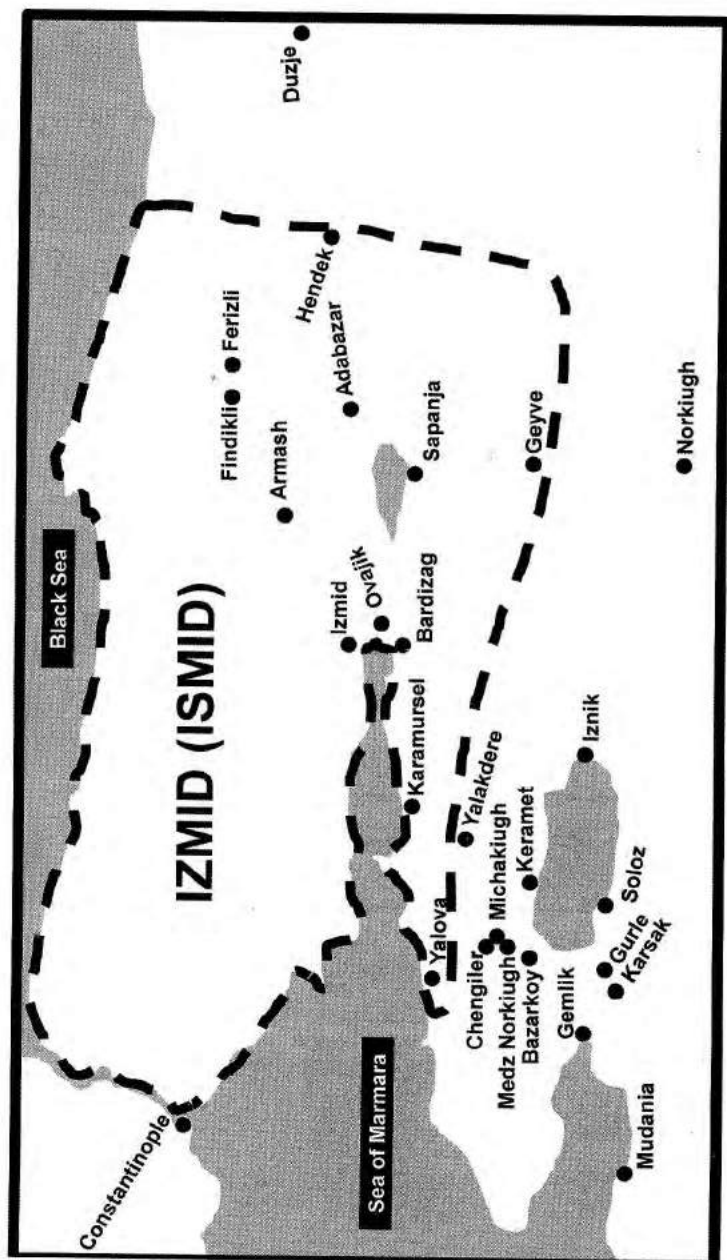 Black Sea
Duzje
Constantinople
IZMID (ISMID)
Findikli
Ferizli
Armash
Hendek
Adabazar
Izmid
Ovajik
Bardizag
Sapanja
Sea of Marmara
Yalova
Karamursel
Yalakdere
Geyve
Chengiler
Michakiugh
Medz Norkiugh
Bazarkoy
Keramet
Iznik
Gemlik
Soloz
Gurle
Karsak
Mudania
Norkiugh